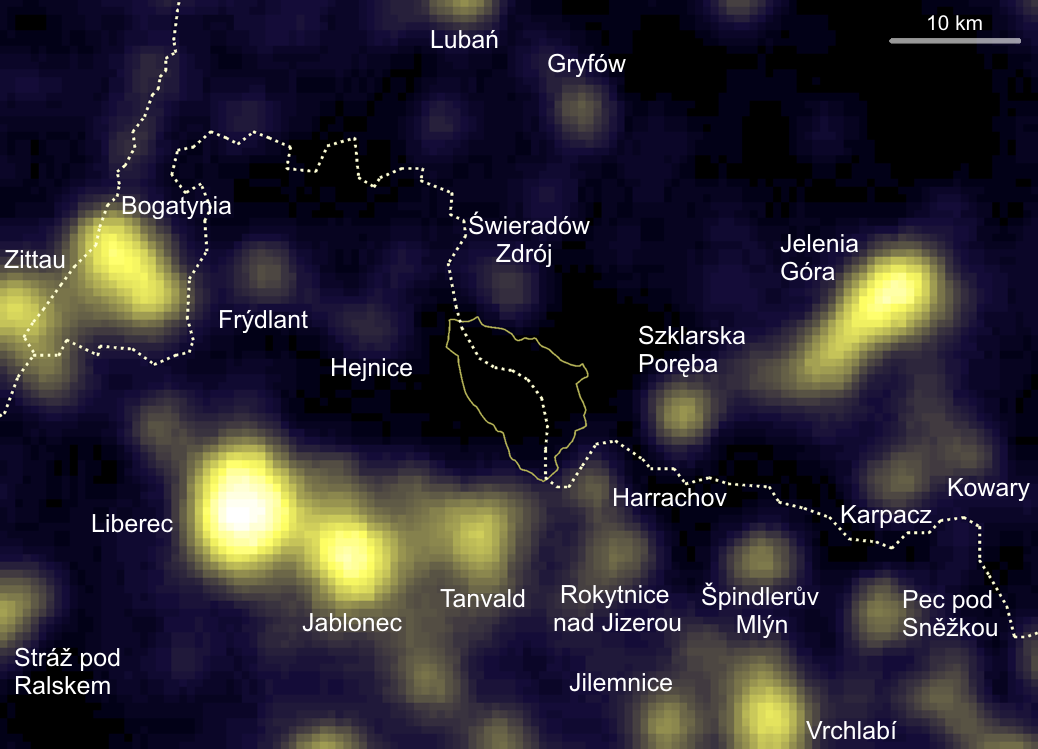 10 km
Lubań
Gryfów
Bogatynia
Świeradów
Zdrój
Zittau
Jelenia
Góra
Frýdlant
Szklarska
Poręba
Hejnice
Kowary
Harrachov
Karpacz
Liberec
Tanvald
Rokytnice
nad Jizerou
Špindlerův
Mlýn
Pec pod
Sněžkou
Jablonec
Stráž pod
Ralskem
Jilemnice
Vrchlabí